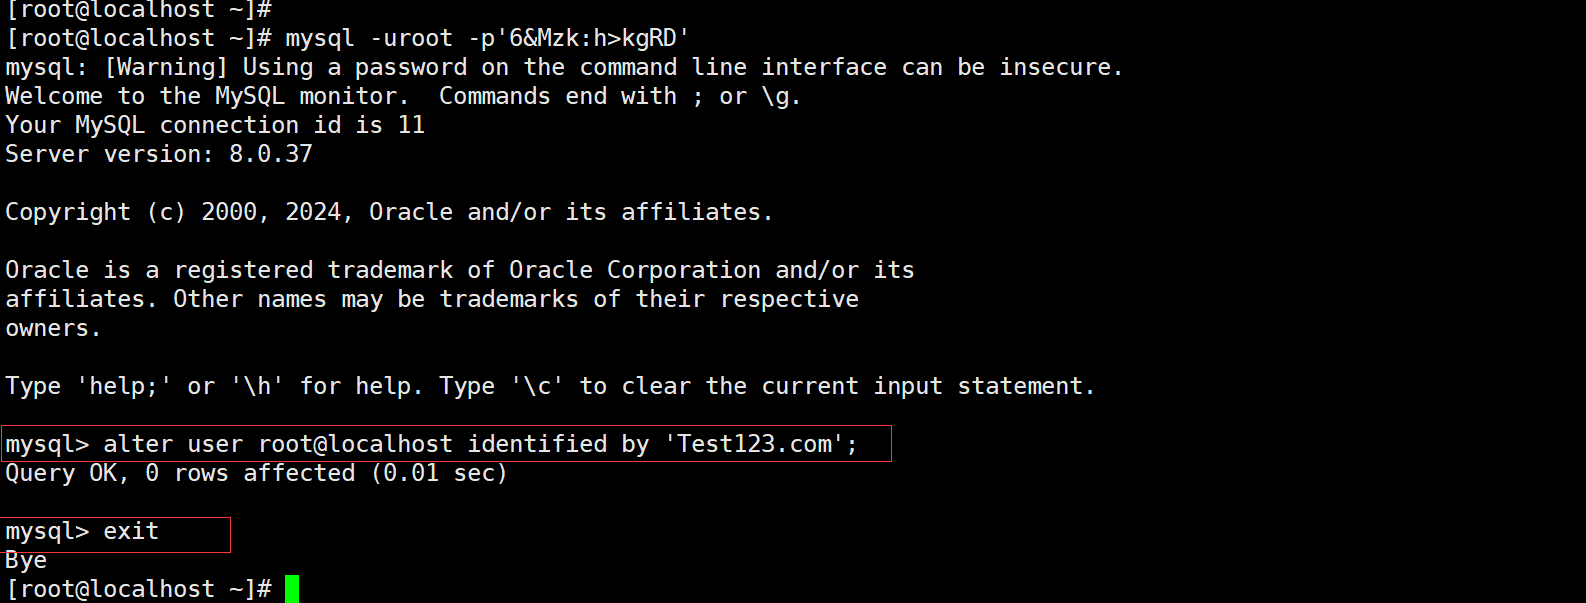 [root@localhost ~]#
[root@localhost ~]# mysql -uroot -p'6&Mzk:h>kgRD'
mysql: [Warning] Using a password on the command line interface can be insecure.
Welcome to the MySQL monitor.  Commands end with ; or \g.
Your MySQL connection id is 11
Server version: 8.0.37
Copyright (c) 2000, 2024, Oracle and/or its affiliates.
Oracle is a registered trademark of Oracle Corporation and/or its
affiliates. Other names may be trademarks of their respective
owners.
Type 'help;' or '\h' for help. Type '\c' to clear the current input statement.
mysql> alter user root@localhost identified by 'Test123.com';
Query OK, 0 rows affected (0.01 sec)
mysql> exit
Bye
[root@localhost ~]#